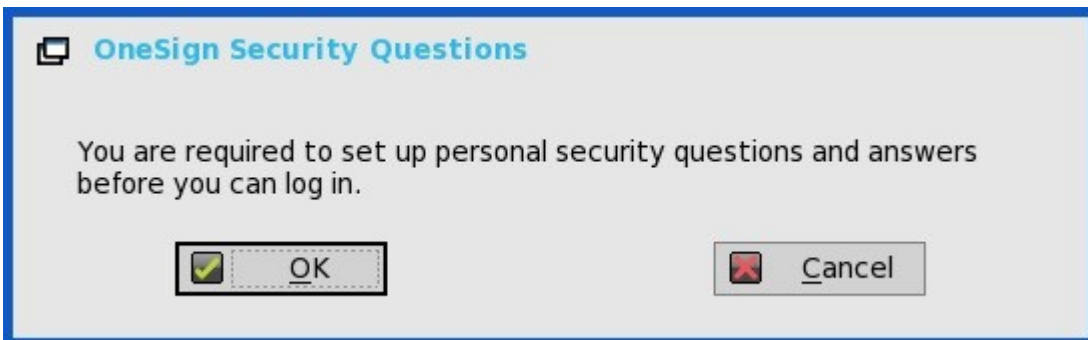 OneSign Security Questions
You are required to set up personal security questions and answers
before you can log in.
OK
Cancel